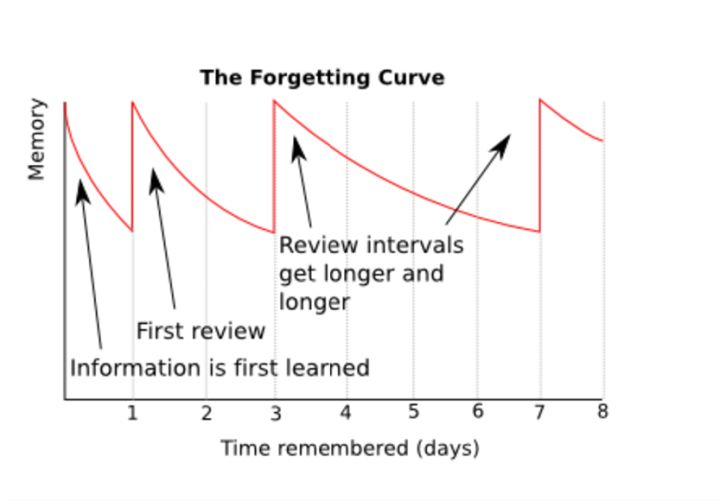 The Forgetting Curve
Memory
Review intervals
get longer and
longer
First review
Information is first learned
1 2 3 4 5 6 7 8
Time remembered (days)